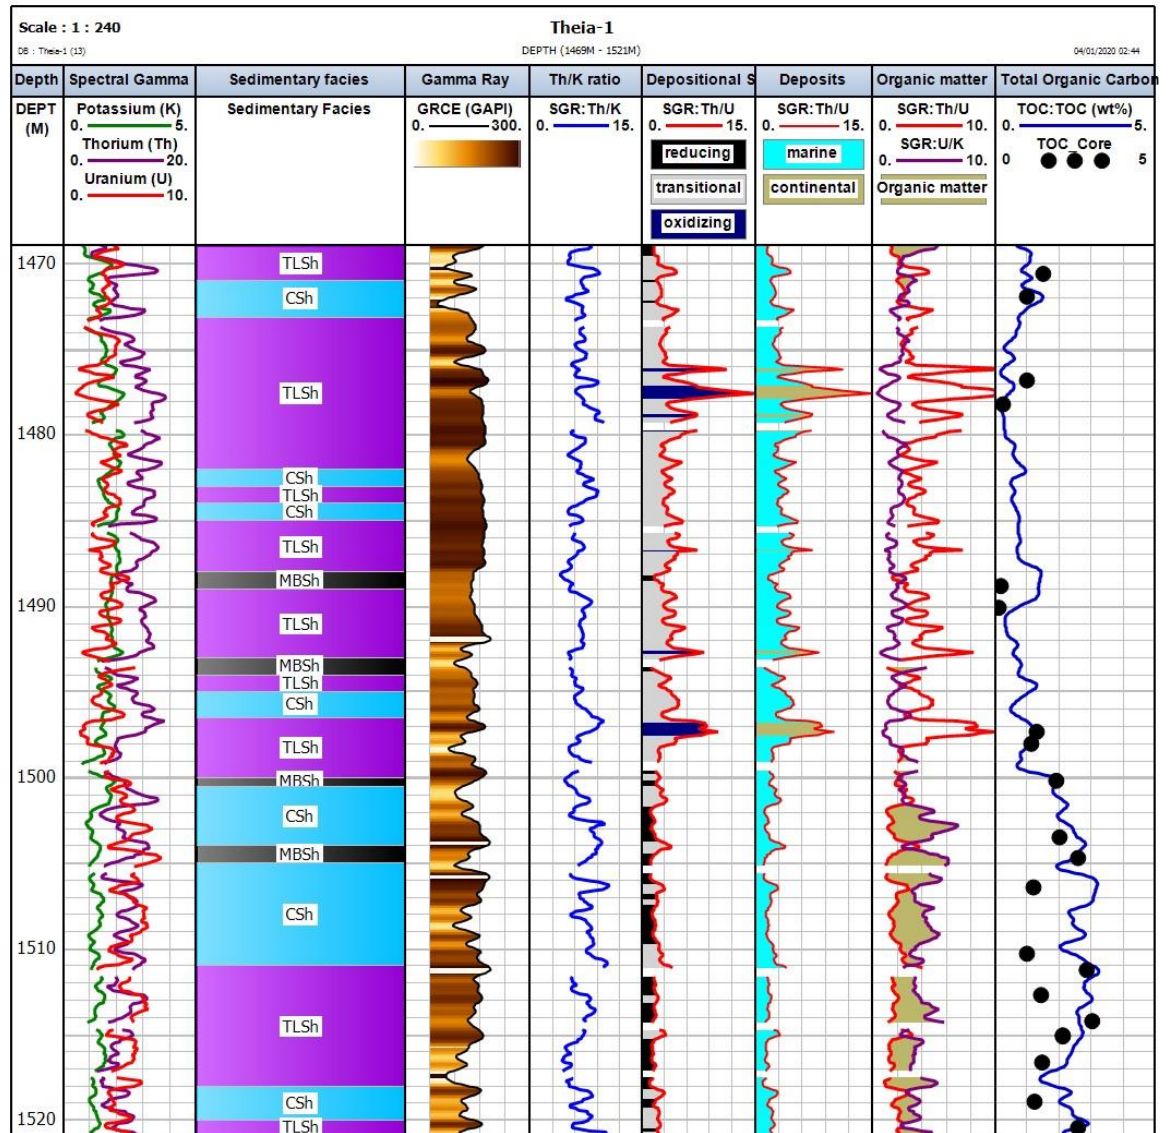 Scale : 1 : 240
Theia-1
DB : Theia-1 (13)
DEPTH (1469M - 1521M)
04/01/2020 02:44
Depth
Spectral Gamma
Sedimentary facies
Gamma Ray
Th/K ratio
Depositional S
Deposits
Organic matter
Total Organic Carbon
DEPT
(M)
Potassium (K)
0. 5.
Thorium (Th)
0. 20.
Uranium (U)
0. 10.
Sedimentary Facies
GRCE (GAPI)
0. 300.
SGR:Th/K
0. 15.
SGR:Th/U
0. 15.
reducing
transitional
oxidizing
SGR:Th/U
0. 15.
marine
continental
SGR:Th/U
0. 10.
SGR:U/K
0. 10.
Organic matter
TOC:TOC (wt%)
0. 5.
TOC_Core
0 5
1470
1480
1490
1500
1510
1520
TLSh
CSh
TLSh
CSh
TLSh
CSh
TLSh
MBSh
TLSh
MBSh
TLSh
CSh
TLSh
MBSh
CSh
MBSh
CSh
TLSh
CSh
TLSh